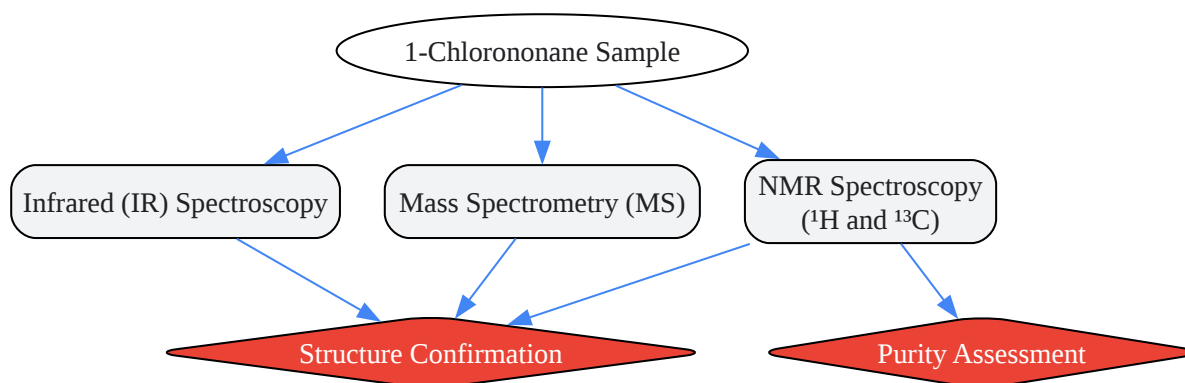 1-Chlorononane Sample
Infrared (IR) Spectroscopy
Mass Spectrometry (MS)
NMR Spectroscopy
(¹H and ¹³C)
Structure Confirmation
Purity Assessment